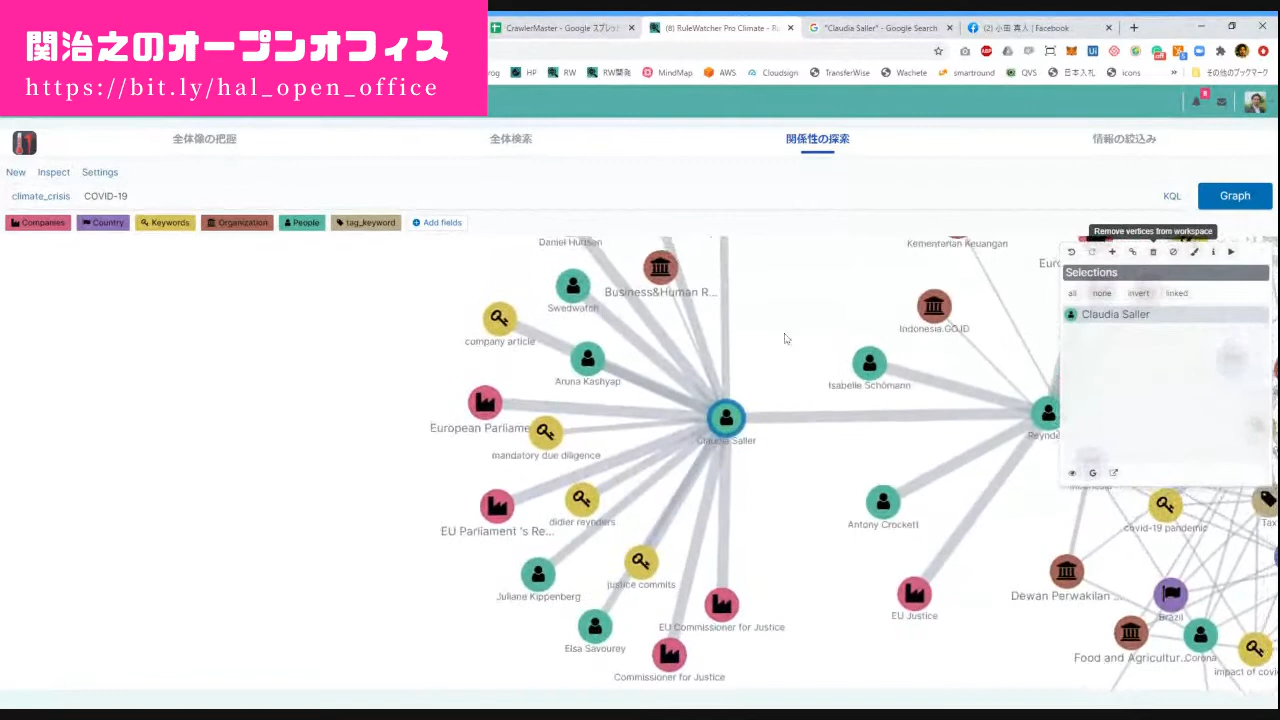 関治之のオープンオフィス
https://bit.ly/hal_open_office
CrawlerMaster - Google スプレッ
(8) RuleWatcher Pro Climate - R
"Claudia Saller" - Google Search
(2) 小田 真人 | Facebook
og
HP
RW
RW開発
MindMap
AWS
Cloudsign
TransferWise
Wachete
smartround
QVS
日本入札
icons
»
その他のブックマーク
全体像の把握
全体検索
関係性の探索
情報の絞込み
New
Inspect
Settings
climate_crisis
COVID-19
KQL
Graph
Companies
Country
Keywords
Organization
People
tag_keyword
Add fields
Remove vertices from workspace
Selections
all
none
invert
linked
Claudia Saller
Daniel Hudson
Business&Human R...
Swedwatch
company article
Aruna Kashyap
European Parliame
mandatory due diligence
EU Parliament 's Re...
didier reynders
justice commits
Juliane Kippenberg
Elsa Savourey
EU Commissioner for Justice
Commissioner for Justice
Claudia Saller
Kementerian Keuangan
Indonesia.GO.ID
Isabelle Schömann
Reynde
Antony Crockett
EU Justice
covid-19 pandemic
Tax
Dewan Perwakilan ...
Brazil
Food and Agricultur...
Corona
impact of covi